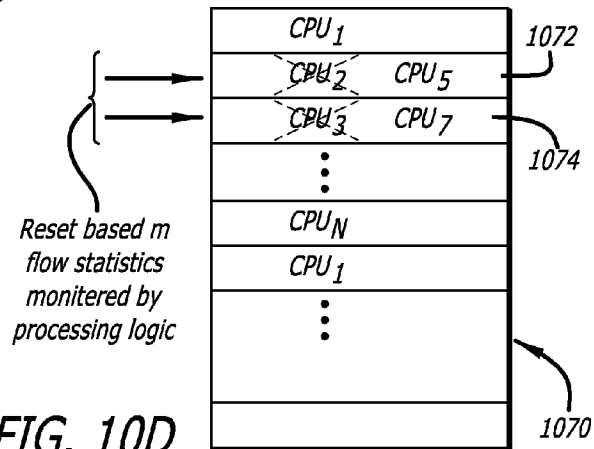 CPU1
CPU2 CPU5
1072
CPU3 CPU7
1074
CPUN
CPU1
Reset based m
flow statistics
monitered by
processing logic
1070
FIG. 10D